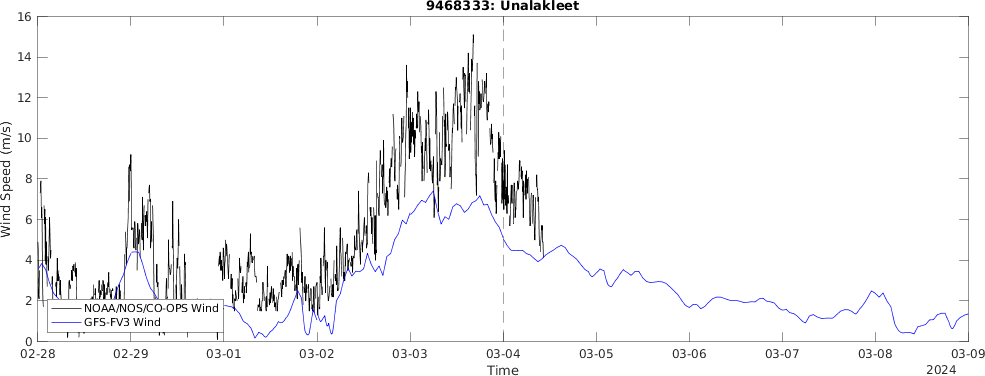 9468333: Unalakleet
Wind Speed (m/s)
16
14
12
10
8
6
4
2
0
NOAA/NOS/CO-OPS Wind
GFS-FV3 Wind
02-28 02-29 03-01 03-02 03-03 03-04 03-05 03-06 03-07 03-08 03-09
Time
2024